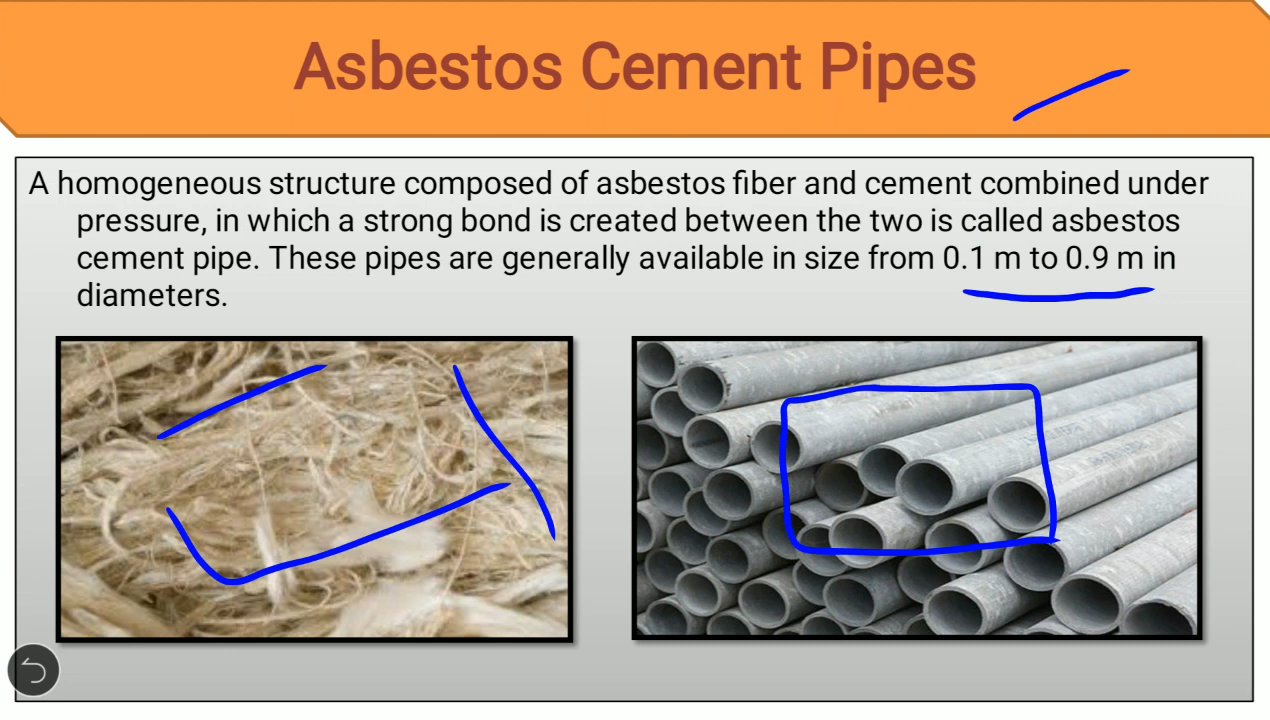 Asbestos Cement Pipes
A homogeneous structure composed of asbestos fiber and cement combined under
pressure, in which a strong bond is created between the two is called asbestos
cement pipe. These pipes are generally available in size from 0.1 m to 0.9 m in
diameters.